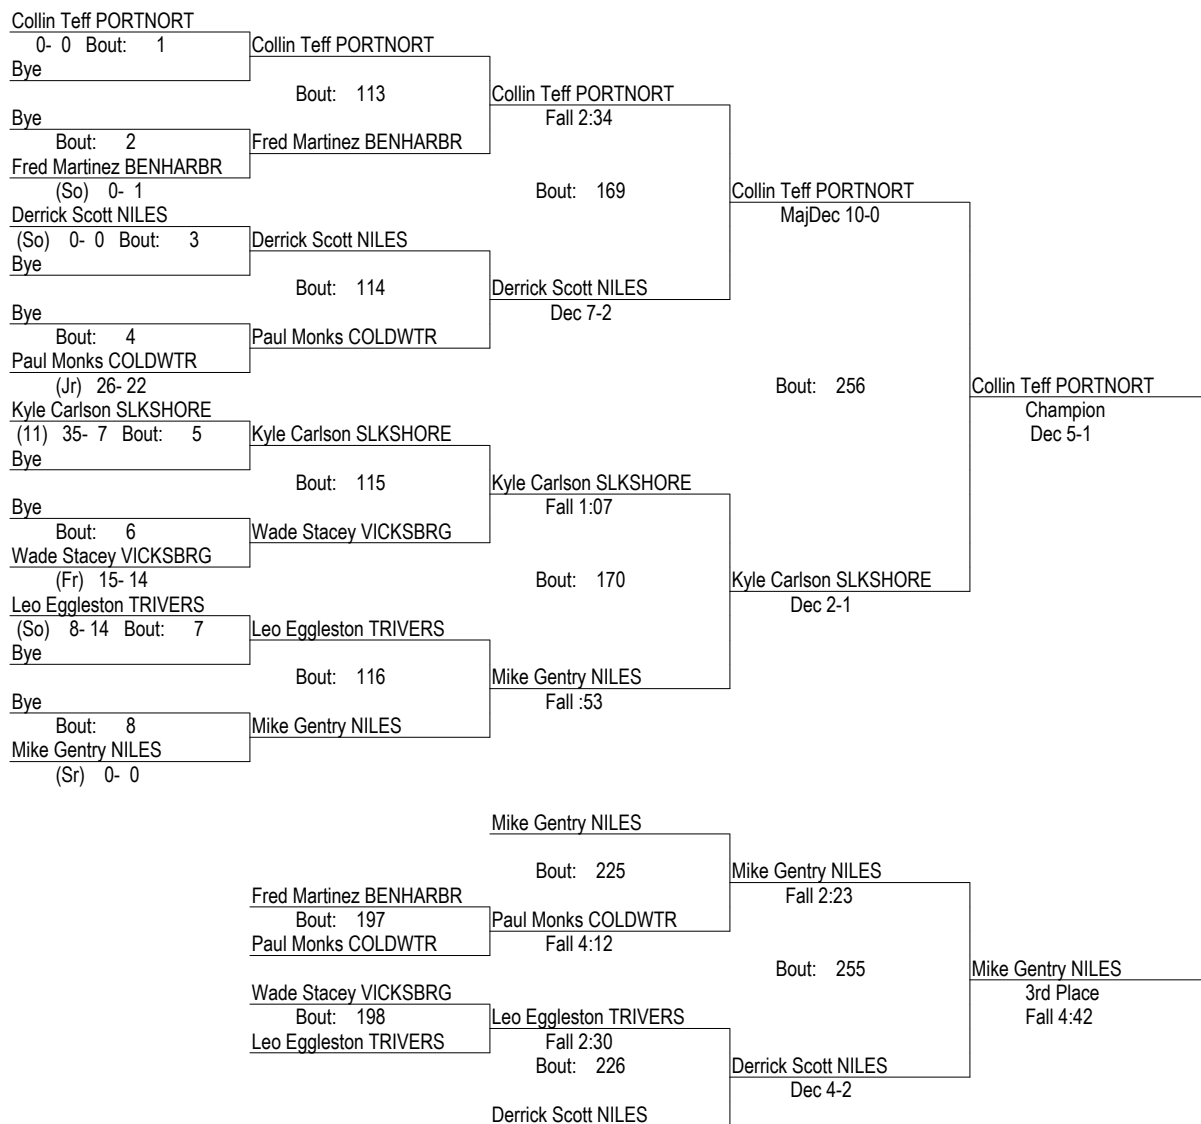 Collin Teff PORTNORT
0- 0 Bout: 1
Collin Teff PORTNORT
Bye
Bout: 113
Collin Teff PORTNORT
Bye
Fall 2:34
Bout: 2
Fred Martinez BENHARBR
Fred Martinez BENHARBR
(So) 0- 1
Bout: 169
Collin Teff PORTNORT
Derrick Scott NILES
MajDec 10-0
(So) 0- 0 Bout: 3
Derrick Scott NILES
Bye
Bout: 114
Derrick Scott NILES
Bye
Dec 7-2
Bout: 4
Paul Monks COLDWTR
Paul Monks COLDWTR
(Jr) 26- 22
Bout: 256
Collin Teff PORTNORT
Kyle Carlson SLKSHORE
Champion
(11) 35- 7 Bout: 5
Kyle Carlson SLKSHORE
Dec 5-1
Bye
Bout: 115
Kyle Carlson SLKSHORE
Bye
Fall 1:07
Bout: 6
Wade Stacey VICKSBRG
Wade Stacey VICKSBRG
(Fr) 15- 14
Bout: 170
Kyle Carlson SLKSHORE
Leo Eggleston TRIVERS
Dec 2-1
(So) 8- 14 Bout: 7
Leo Eggleston TRIVERS
Bye
Bout: 116
Mike Gentry NILES
Bye
Fall :53
Bout: 8
Mike Gentry NILES
Mike Gentry NILES
(Sr) 0- 0
Mike Gentry NILES
Bout: 225
Mike Gentry NILES
Fred Martinez BENHARBR
Fall 2:23
Bout: 197
Paul Monks COLDWTR
Paul Monks COLDWTR
Fall 4:12
Bout: 255
Mike Gentry NILES
Wade Stacey VICKSBRG
3rd Place
Bout: 198
Leo Eggleston TRIVERS
Fall 4:42
Leo Eggleston TRIVERS
Fall 2:30
Bout: 226
Derrick Scott NILES
Dec 4-2
Derrick Scott NILES